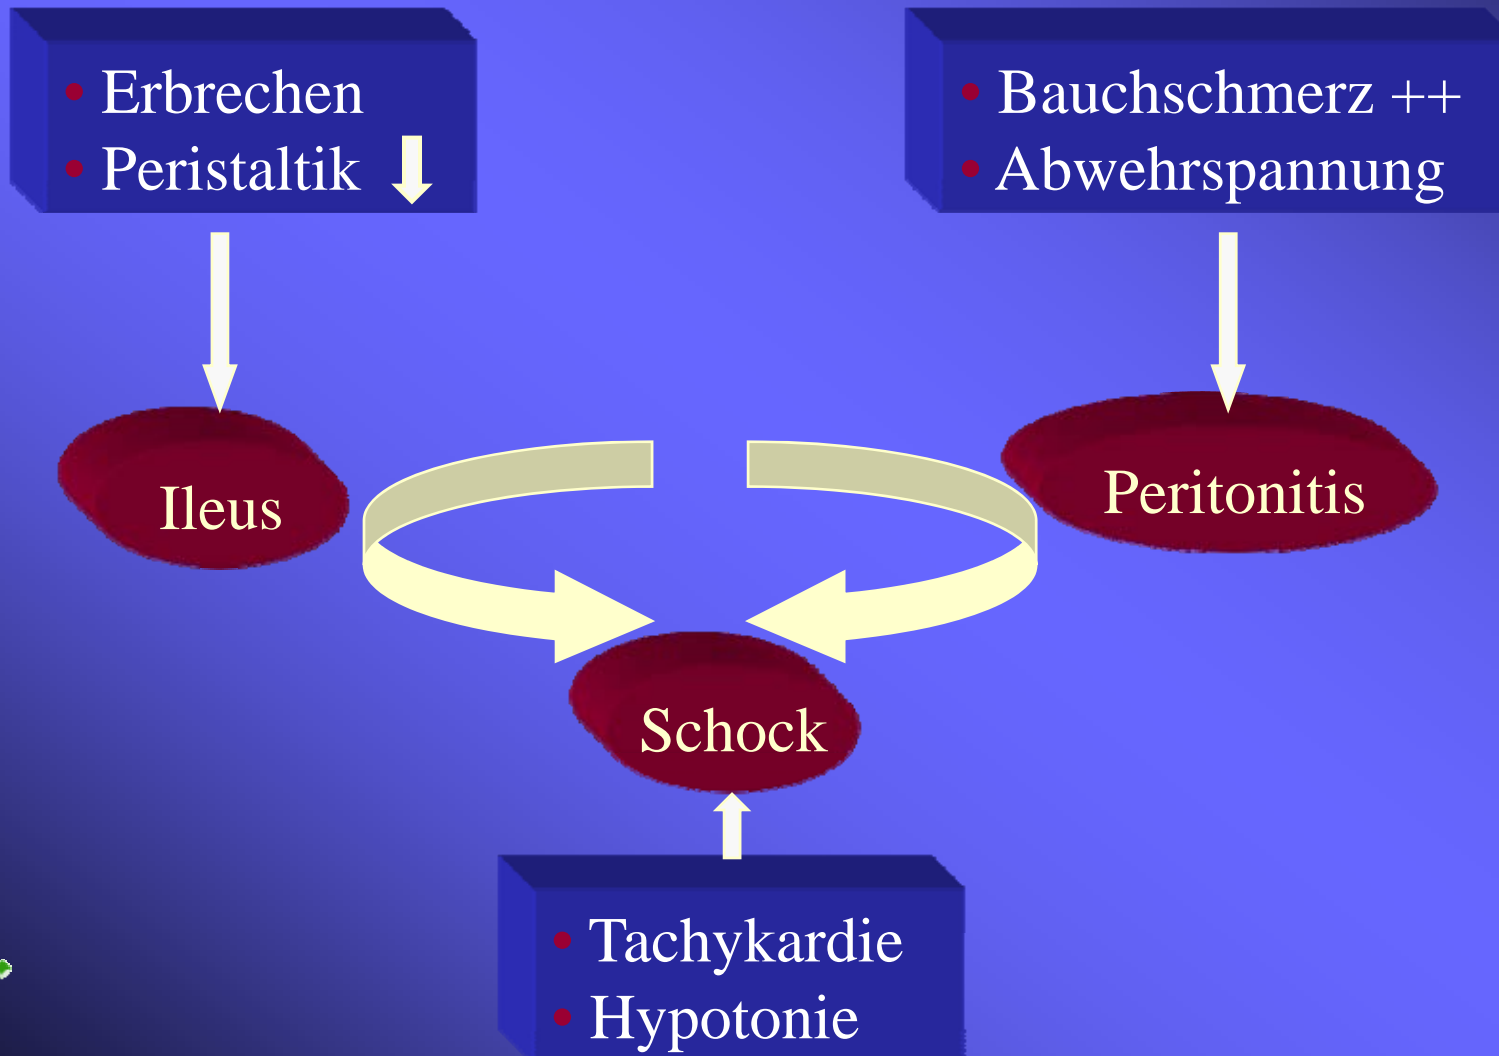 • Erbrechen
• Peristaltik
• Bauchschmerz ++
• Abwehrspannung
Ileus
Peritonitis
Schock
• Tachykardie
• Hypotonie